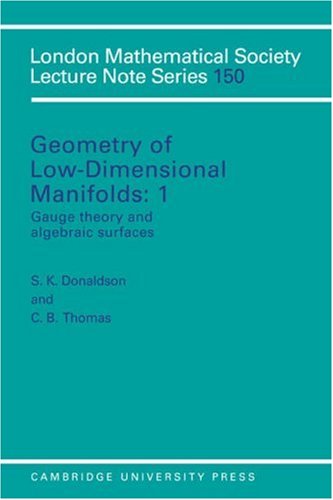 London Mathematical Society
Lecture Note Series 150
Geometry of
Low-Dimensional
Manifolds: 1
Gauge theory and
algebraic surfaces
S. K. Donaldson
and
C. B. Thomas
CAMBRIDGE UNIVERSITY PRESS